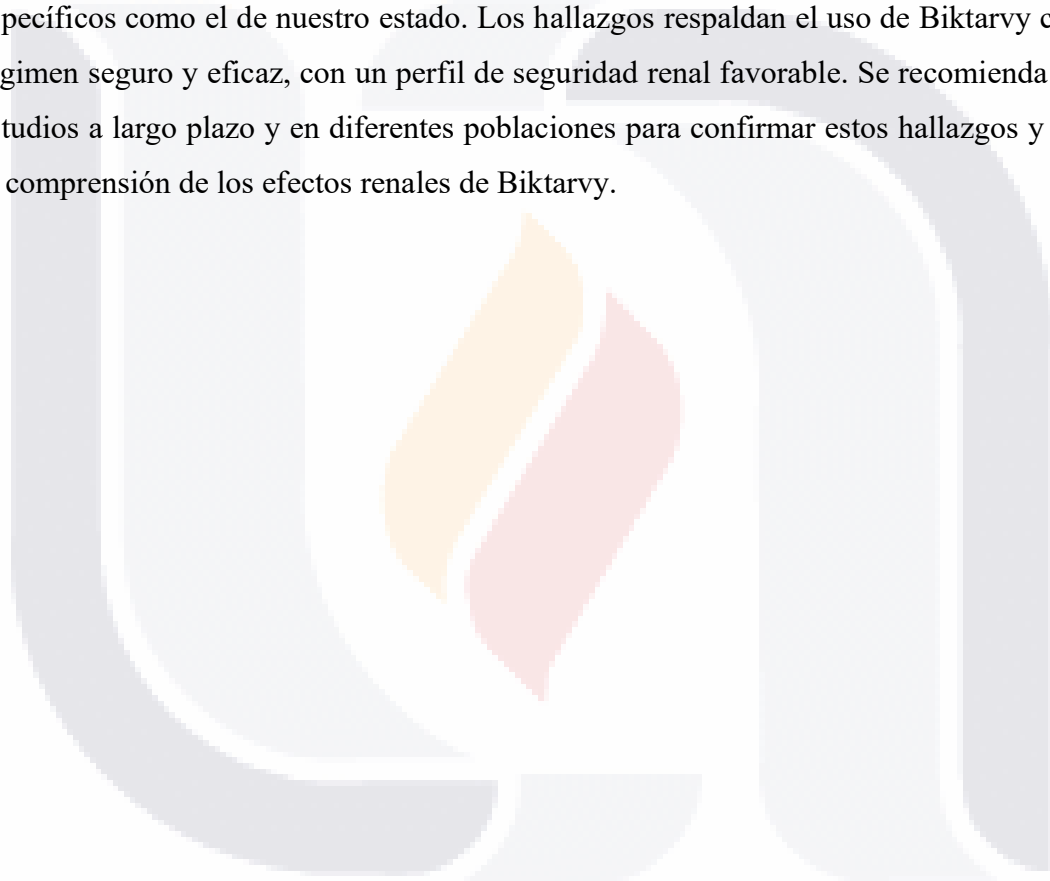 pecíficos como el de nuestro estado. Los hallazgos respaldan el uso de Biktarvy c
gimen seguro y eficaz, con un perfil de seguridad renal favorable. Se recomienda
tudios a largo plazo y en diferentes poblaciones para confirmar estos hallazgos y
comprensión de los efectos renales de Biktarvy.